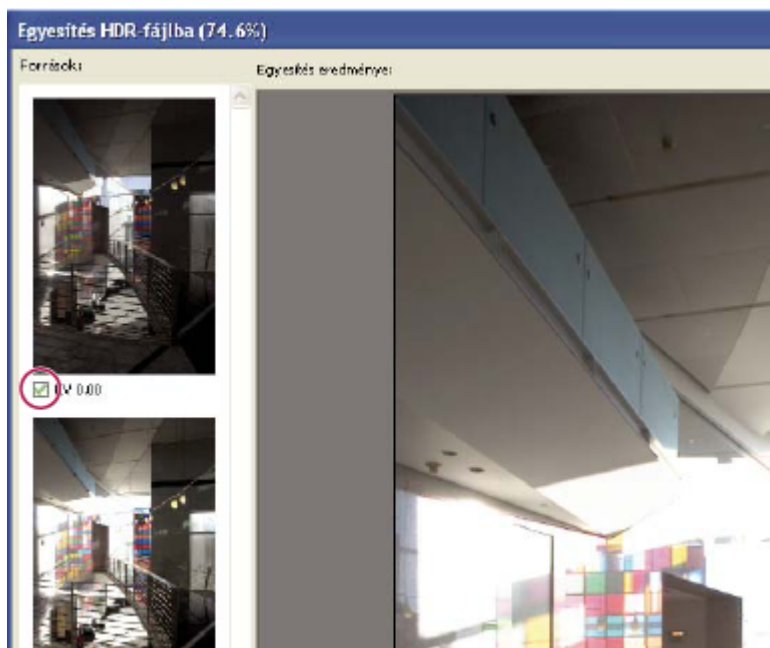 Egyesítés HDR-fájlba (74.6%)
Források:
Egyesítés eredménye:
EV 0.00